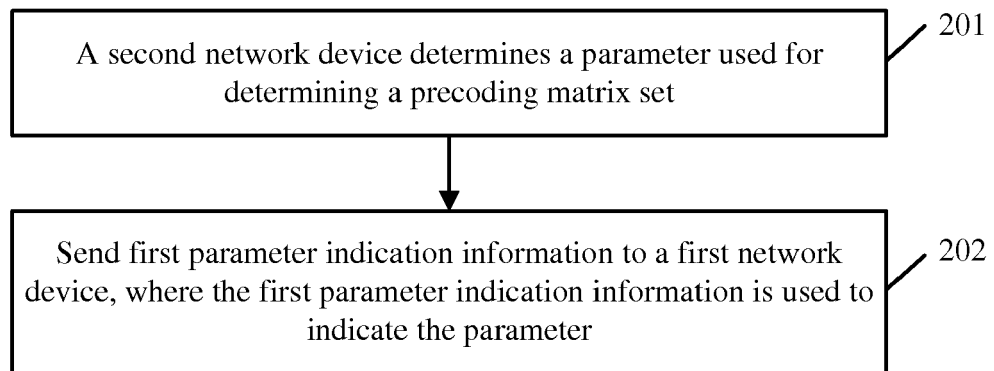 A second network device determines a parameter used for
determining a precoding matrix set
201
Send first parameter indication information to a first network
device, where the first parameter indication information is used to
indicate the parameter
202